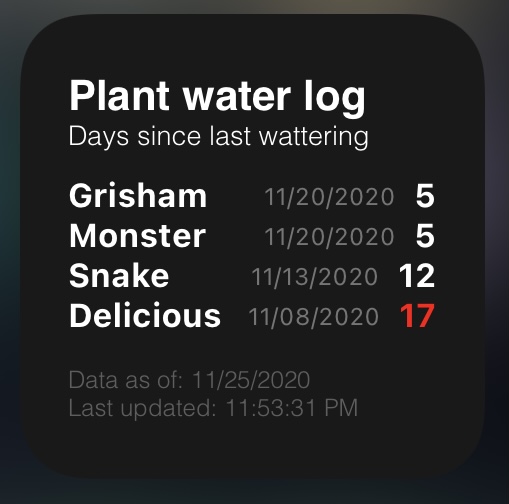 Plant water log
Days since last wattering
Grisham 11/20/2020 5
Monster 11/20/2020 5
Snake 11/13/2020 12
Delicious 11/08/2020 17
Data as of: 11/25/2020
Last updated: 11:53:31 PM